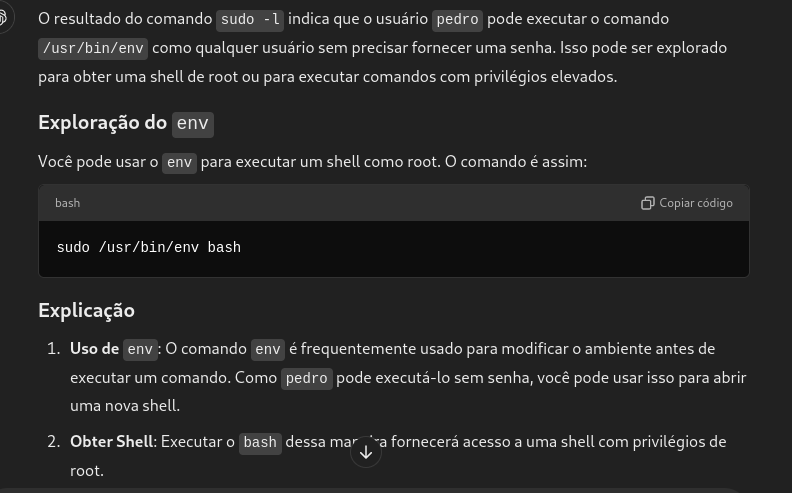 O resultado do comando sudo -l indica que o usuário pedro pode executar o comando
/usr/bin/env como qualquer usuário sem precisar fornecer uma senha. Isso pode ser explorado
para obter uma shell de root ou para executar comandos com privilégios elevados.
Exploração do env
Você pode usar o env para executar um shell como root. O comando é assim:
bash Copiar código
sudo /usr/bin/env bash
Explicação
1. Uso de env: O comando env é frequentemente usado para modificar o ambiente antes de
executar um comando. Como pedro pode executá-lo sem senha, você pode usar isso para abrir
uma nova shell.
2. Obter Shell: Executar o bash dessa maneira fornecerá acesso a uma shell com privilégios de
root.